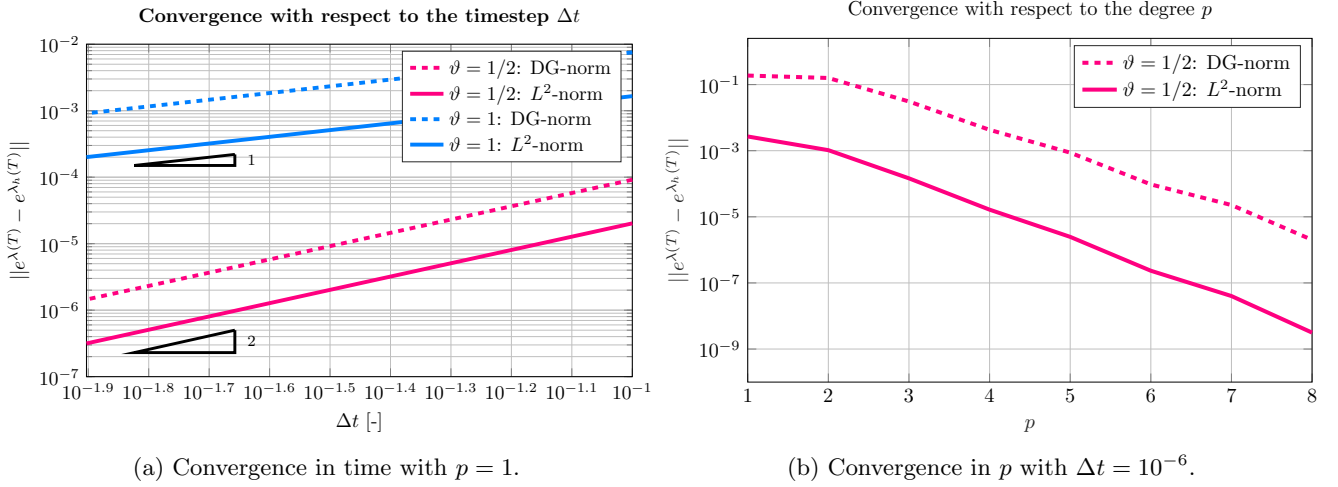 Convergence with respect to the timestep Δt
10⁻²
10⁻³
10⁻⁴
10⁻⁵
10⁻⁶
10⁻⁷
||e^{λ(T)} − e^{λ_h(T)}||
ϑ = 1/2: DG-norm
ϑ = 1/2: L²-norm
ϑ = 1: DG-norm
ϑ = 1: L²-norm
1
2
10^{−1.9} 10^{−1.8} 10^{−1.7} 10^{−1.6} 10^{−1.5} 10^{−1.4} 10^{−1.3} 10^{−1.2} 10^{−1.1} 10^{−1}
Δt [-]
(a) Convergence in time with p = 1.
Convergence with respect to the degree p
10⁻¹
10⁻³
10⁻⁵
10⁻⁷
10⁻⁹
||e^{λ(T)} − e^{λ_h(T)}||
ϑ = 1/2: DG-norm
ϑ = 1/2: L²-norm
1 2 3 4 5 6 7 8
p
(b) Convergence in p with Δt = 10⁻⁶.